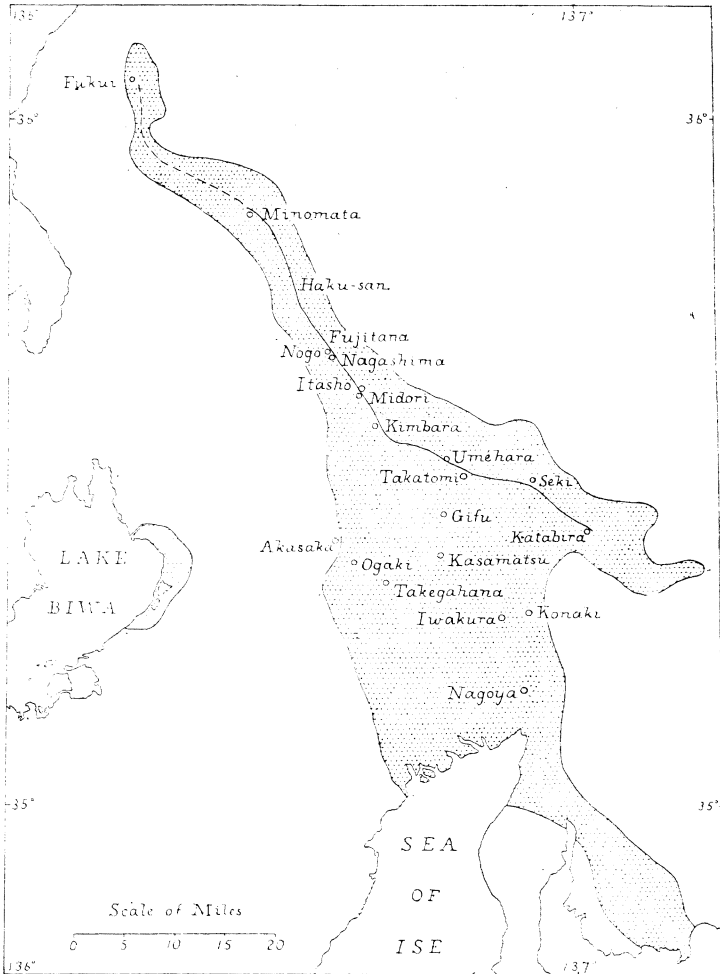 136°
137°
Fukui
36°
36°
Minomata
Haku-san.
Fujitana
Nogo
Nagashima
Itasho
Midori
Kimbara
Uméhara
Takatomi
Seki
Gifu
Katabira
Akasaka
Ogaki
Kasamatsu
Takegahana
Iwakura
Konaki
LAKE
BIWA
Nagoya
35°
35°
SEA
OF
ISE
Scale of Miles
0 5 10 15 20
136°
137°